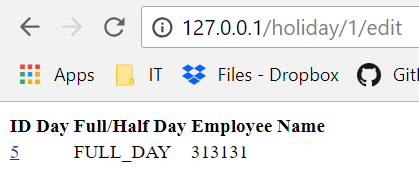 127.0.0.1/holiday/1/edit
Apps IT Files - Dropbox Git
ID Day Full/Half Day Employee Name
5 FULL_DAY 313131